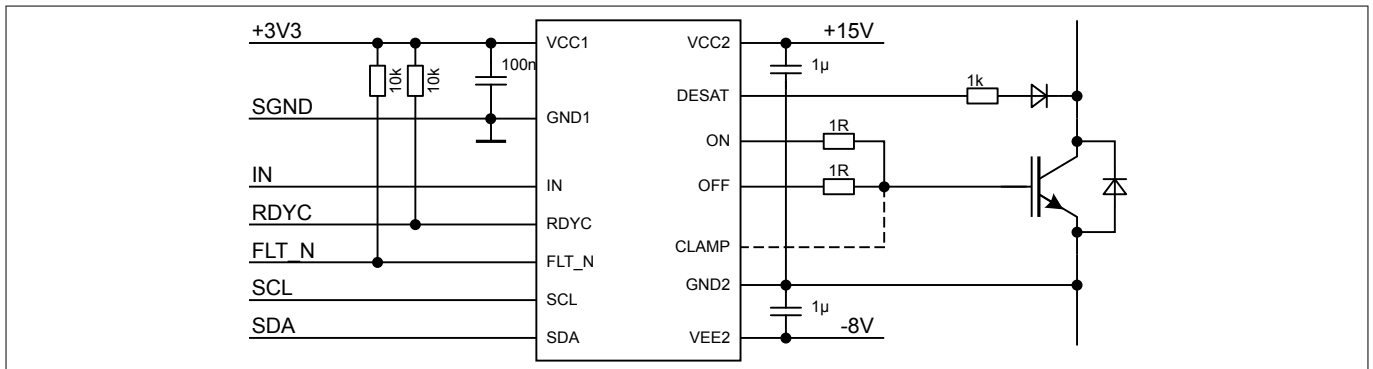 +3V3
SGND
IN
RDYC
FLT_N
SCL
SDA
10k
10k
100n
VCC1
GND1
IN
RDYC
FLT_N
SCL
SDA
VCC2
DESAT
ON
OFF
CLAMP
GND2
VEE2
+15V
1µ
1k
1R
1R
1µ
-8V